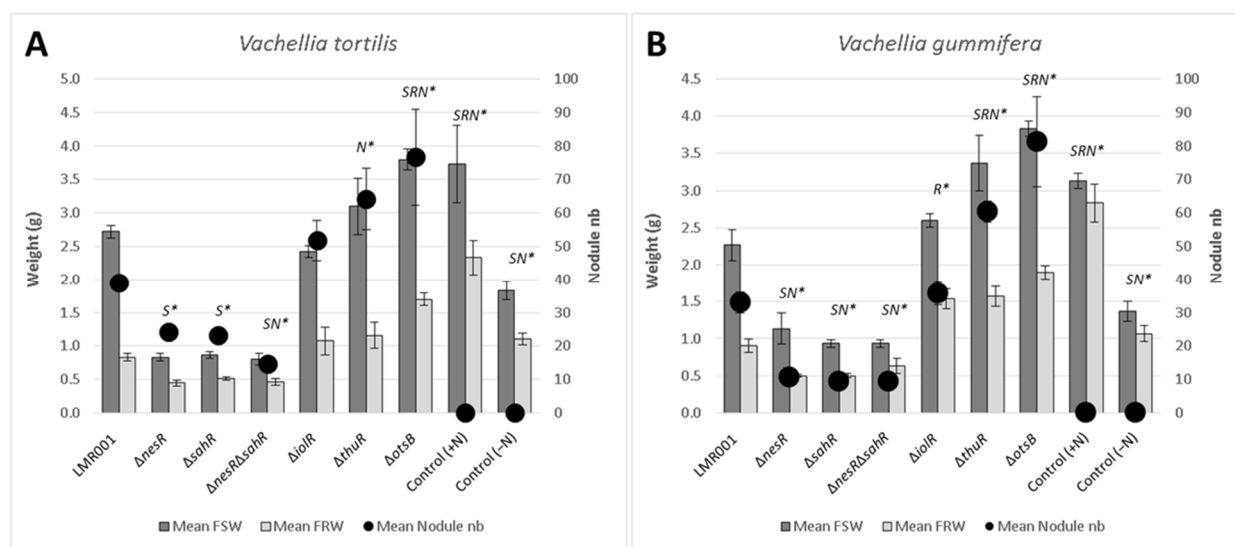 A
Vachellia tortilis
5.0
4.5
4.0
3.5
3.0
2.5
2.0
1.5
1.0
0.5
0.0
Weight (g)
100
90
80
70
60
50
40
30
20
10
0
Nodule nb
S*
S*
SN*
N*
SRN*
SRN*
SN*
LMR001
ΔnesR
ΔsahR
ΔnesRΔsahR
ΔiolR
ΔthuR
ΔotsB
Control (+N)
Control (−N)
Mean FSW
Mean FRW
Mean Nodule nb
B
Vachellia gummifera
4.5
4.0
3.5
3.0
2.5
2.0
1.5
1.0
0.5
0.0
Weight (g)
100
90
80
70
60
50
40
30
20
10
0
Nodule nb
SN*
SN*
SN*
R*
SRN*
SRN*
SRN*
SN*
LMR001
ΔnesR
ΔsahR
ΔnesRΔsahR
ΔiolR
ΔthuR
ΔotsB
Control (+N)
Control (−N)
Mean FSW
Mean FRW
Mean Nodule nb